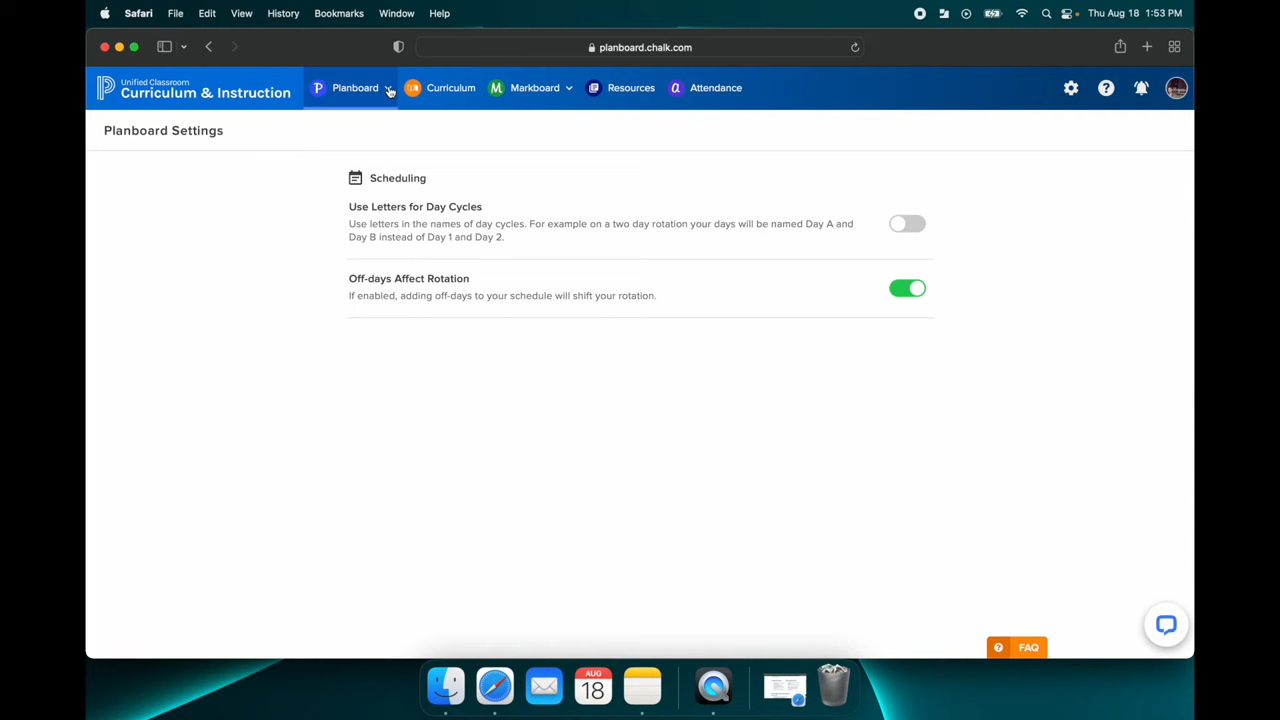 Safari File Edit View History Bookmarks Window Help Thu Aug 18 1:53 PM
planboard.chalk.com
Unified Classroom
Curriculum & Instruction
P Planboard Curriculum M Markboard Resources a Attendance
Planboard Settings
Scheduling
Use Letters for Day Cycles
Use letters in the names of day cycles. For example on a two day rotation your days will be named Day A and
Day B instead of Day 1 and Day 2.
Off-days Affect Rotation
If enabled, adding off-days to your schedule will shift your rotation.
? FAQ
AUG
18